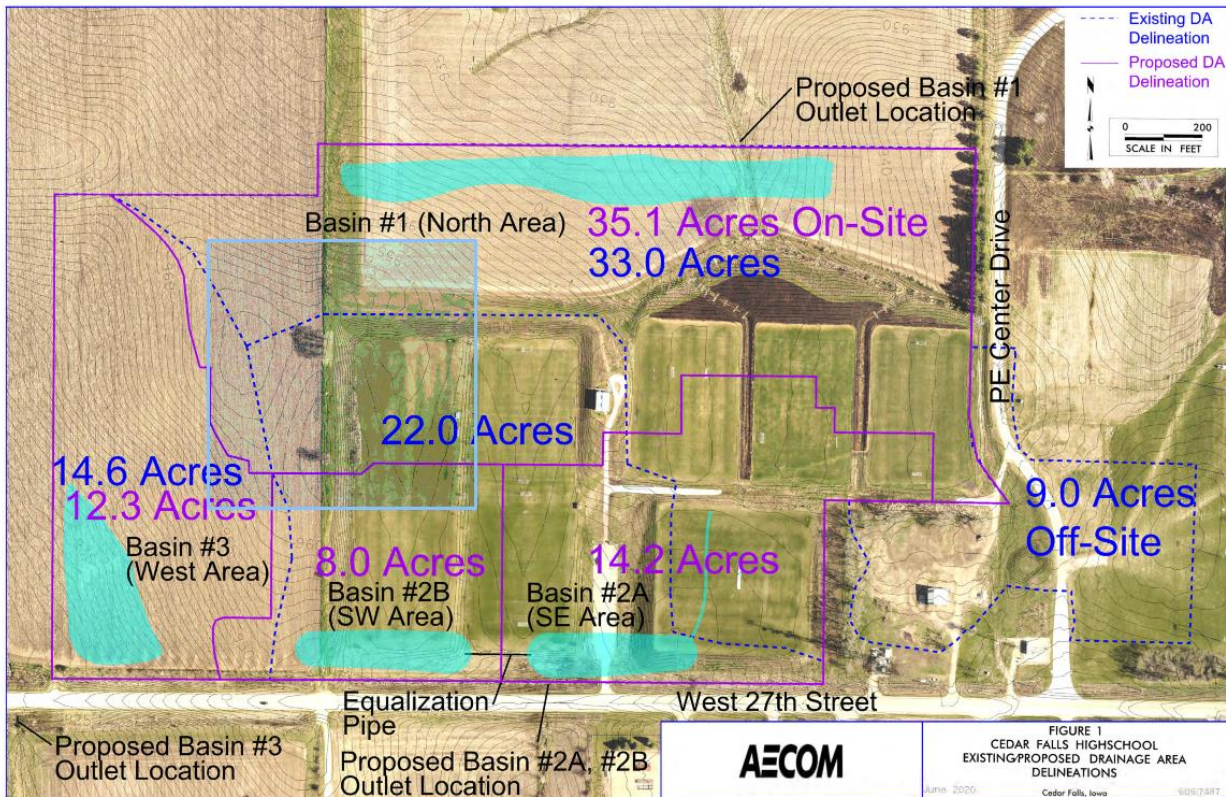 Existing DA
Delineation
Proposed DA
Delineation
0 200
SCALE IN FEET
Proposed Basin #1
Outlet Location
Basin #1 (North Area)
35.1 Acres On-Site
33.0 Acres
PE Center Drive
22.0 Acres
14.6 Acres
12.3 Acres
9.0 Acres
Off-Site
Basin #3
(West Area)
8.0 Acres
Basin #2B
(SW Area)
14.2 Acres
Basin #2A
(SE Area)
Equalization
Pipe
West 27th Street
Proposed Basin #3
Outlet Location
Proposed Basin #2A, #2B
Outlet Location
AECOM
FIGURE 1
CEDAR FALLS HIGHSCHOOL
EXISTING/PROPOSED DRAINAGE AREA
DELINEATIONS
June 2020
Cedar Falls, Iowa